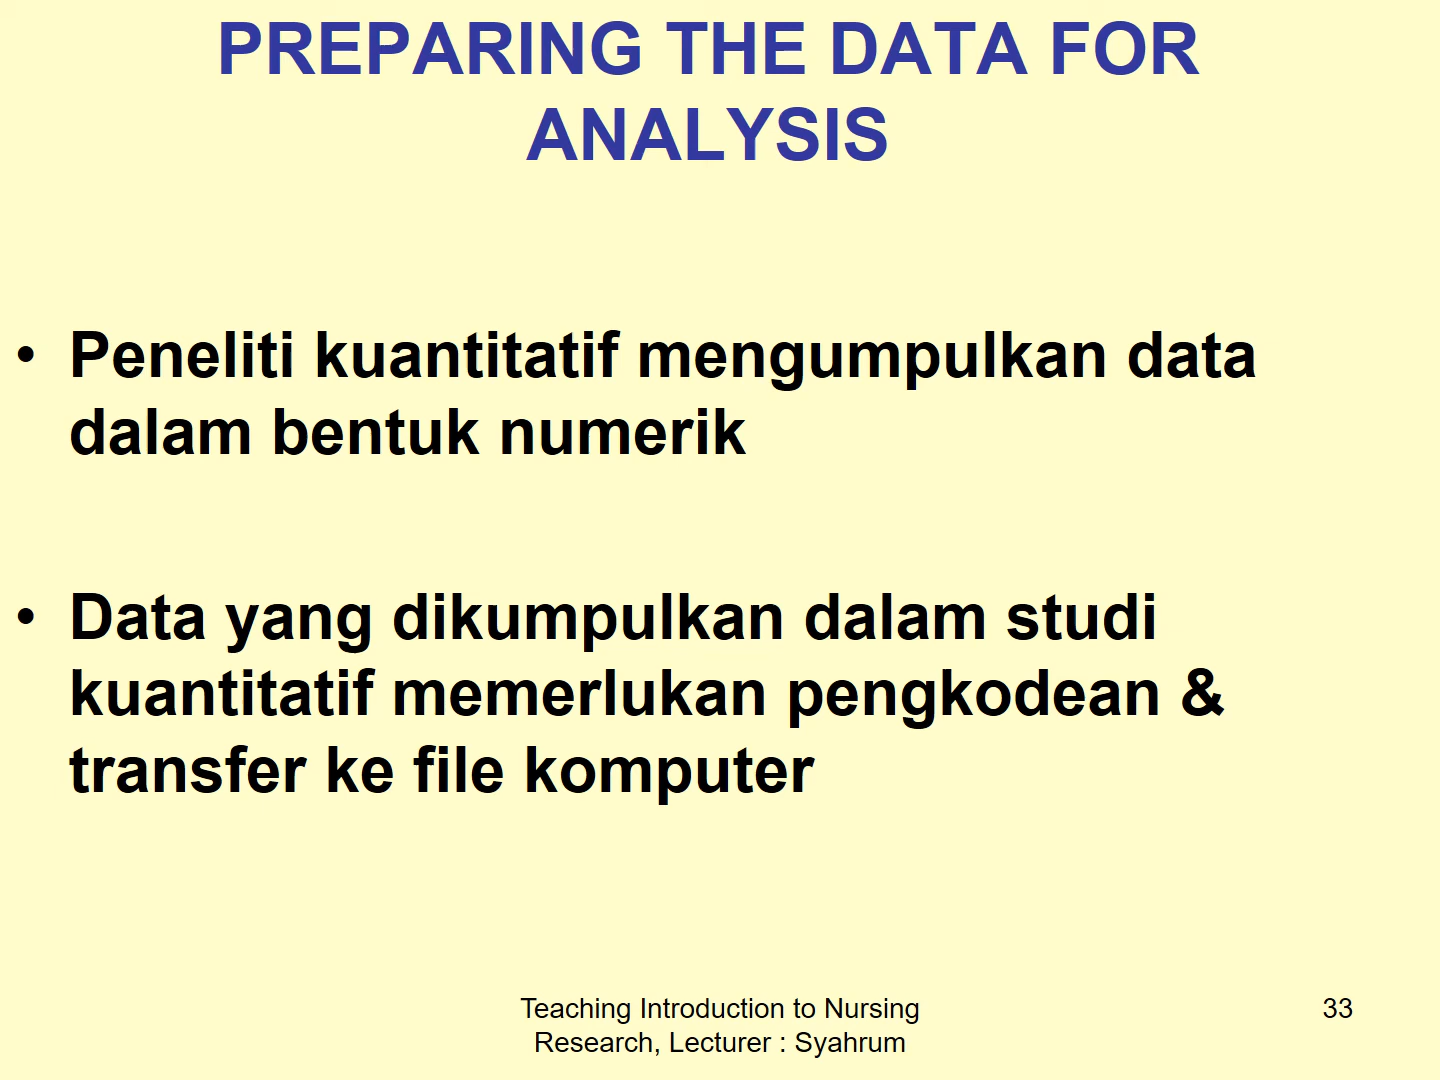 PREPARING THE DATA FOR
ANALYSIS
• Peneliti kuantitatif mengumpulkan data
dalam bentuk numerik
• Data yang dikumpulkan dalam studi
kuantitatif memerlukan pengkodean &
transfer ke file komputer
Teaching Introduction to Nursing
Research, Lecturer : Syahrum
33